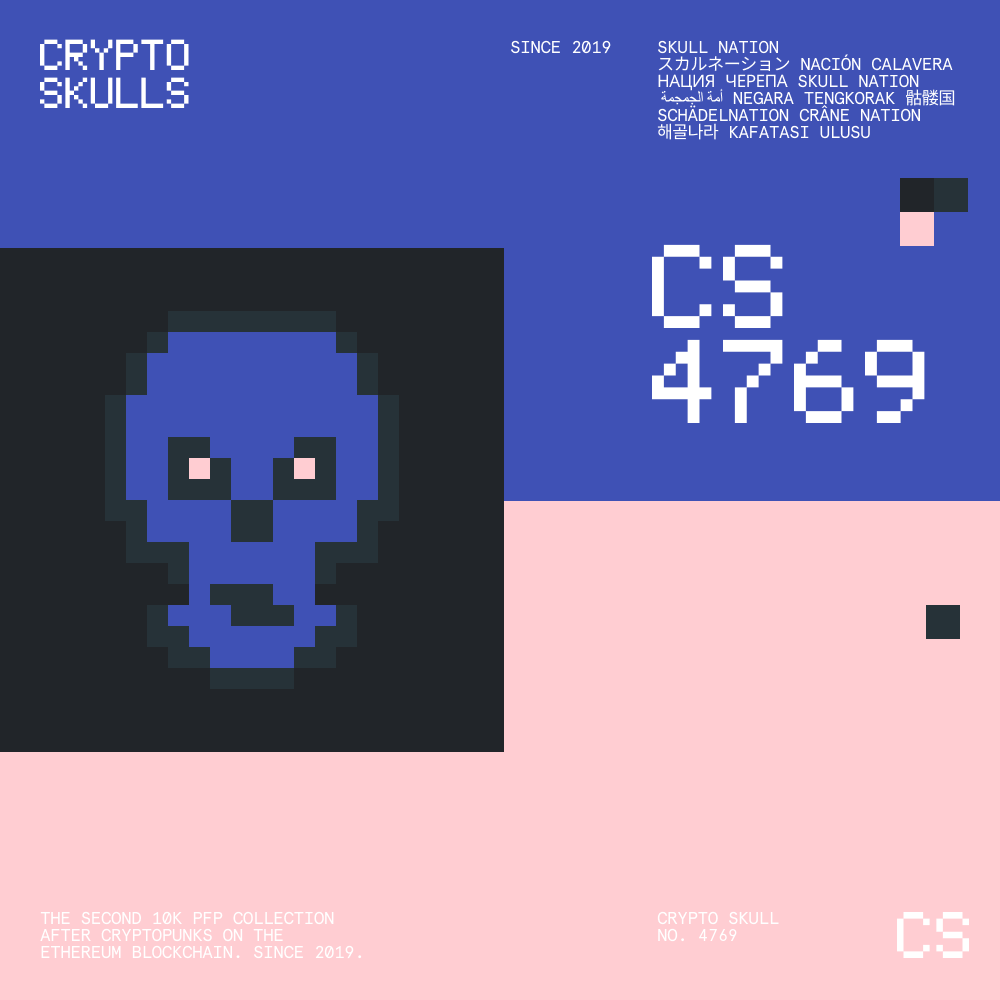 CRYPTO
SKULLS
SINCE 2019
SKULL NATION
スカルネーション NACIÓN CALAVERA
НАЦИЯ ЧЕРЕПА SKULL NATION
أمة الجمجمة NEGARA TENGKORAK 骷髅国
SCHÄDELNATION CRÂNE NATION
해골나라 KAFATASI ULUSU
CS
4769
THE SECOND 10K PFP COLLECTION
AFTER CRYPTOPUNKS ON THE
ETHEREUM BLOCKCHAIN. SINCE 2019.
CRYPTO SKULL
NO. 4769
CS